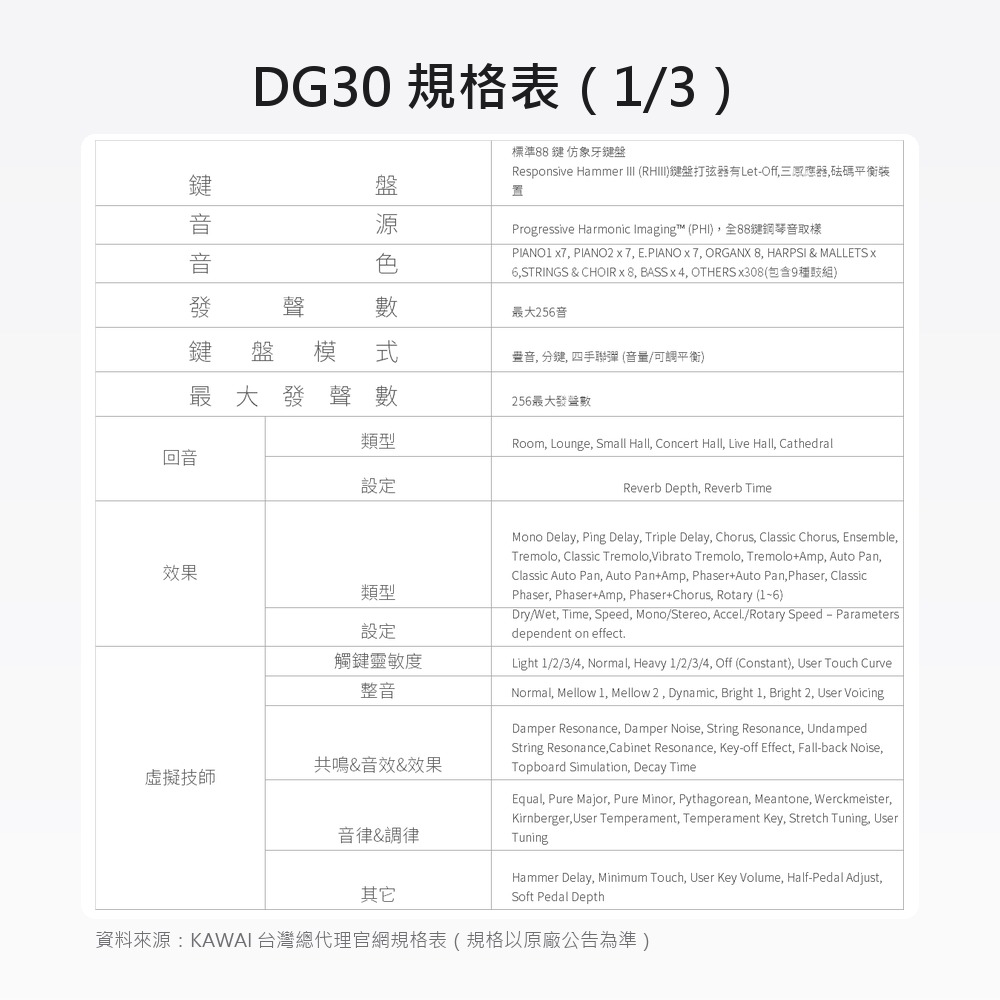 DG30 規格表（1/3）
鍵盤
標準88 鍵 仿象牙鍵盤
Responsive Hammer III (RHIII)鍵盤打弦器有Let-Off,三感應器,砝碼平衡裝
置
音源
Progressive Harmonic Imaging™ (PHI)，全88鍵鋼琴音取樣
音色
PIANO1 x7, PIANO2 x 7, E.PIANO x 7, ORGANX 8, HARPSI & MALLETS x
6,STRINGS & CHOIR x 8, BASS x 4, OTHERS x308(包含9種鼓組)
發聲數
最大256音
鍵盤模式
疊音, 分鍵, 四手聯彈 (音量/可調平衡)
最大發聲數
256最大發聲數
回音
類型
Room, Lounge, Small Hall, Concert Hall, Live Hall, Cathedral
設定
Reverb Depth, Reverb Time
效果
類型
Mono Delay, Ping Delay, Triple Delay, Chorus, Classic Chorus, Ensemble,
Tremolo, Classic Tremolo,Vibrato Tremolo, Tremolo+Amp, Auto Pan,
Classic Auto Pan, Auto Pan+Amp, Phaser+Auto Pan,Phaser, Classic
Phaser, Phaser+Amp, Phaser+Chorus, Rotary (1~6)
設定
Dry/Wet, Time, Speed, Mono/Stereo, Accel./Rotary Speed – Parameters
dependent on effect.
虛擬技師
觸鍵靈敏度
Light 1/2/3/4, Normal, Heavy 1/2/3/4, Off (Constant), User Touch Curve
整音
Normal, Mellow 1, Mellow 2 , Dynamic, Bright 1, Bright 2, User Voicing
共鳴&音效&效果
Damper Resonance, Damper Noise, String Resonance, Undamped
String Resonance,Cabinet Resonance, Key-off Effect, Fall-back Noise,
Topboard Simulation, Decay Time
音律&調律
Equal, Pure Major, Pure Minor, Pythagorean, Meantone, Werckmeister,
Kirnberger,User Temperament, Temperament Key, Stretch Tuning, User
Tuning
其它
Hammer Delay, Minimum Touch, User Key Volume, Half-Pedal Adjust,
Soft Pedal Depth
資料來源：KAWAI 台灣總代理官網規格表（規格以原廠公告為準）